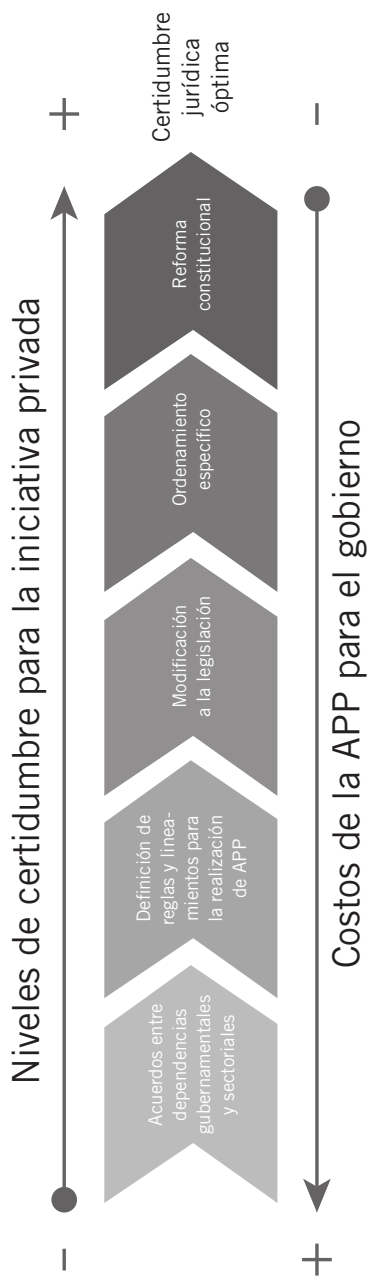 Niveles de certidumbre para la iniciativa privada
− +
Acuerdos entre
dependencias
gubernamentales
y sectoriales
Definición de
reglas y linea-
mientos para
la realización
de APP
Modificación
a la legislación
Ordenamiento
específico
Reforma
constitucional
Certidumbre
jurídica
óptima
+ −
Costos de la APP para el gobierno